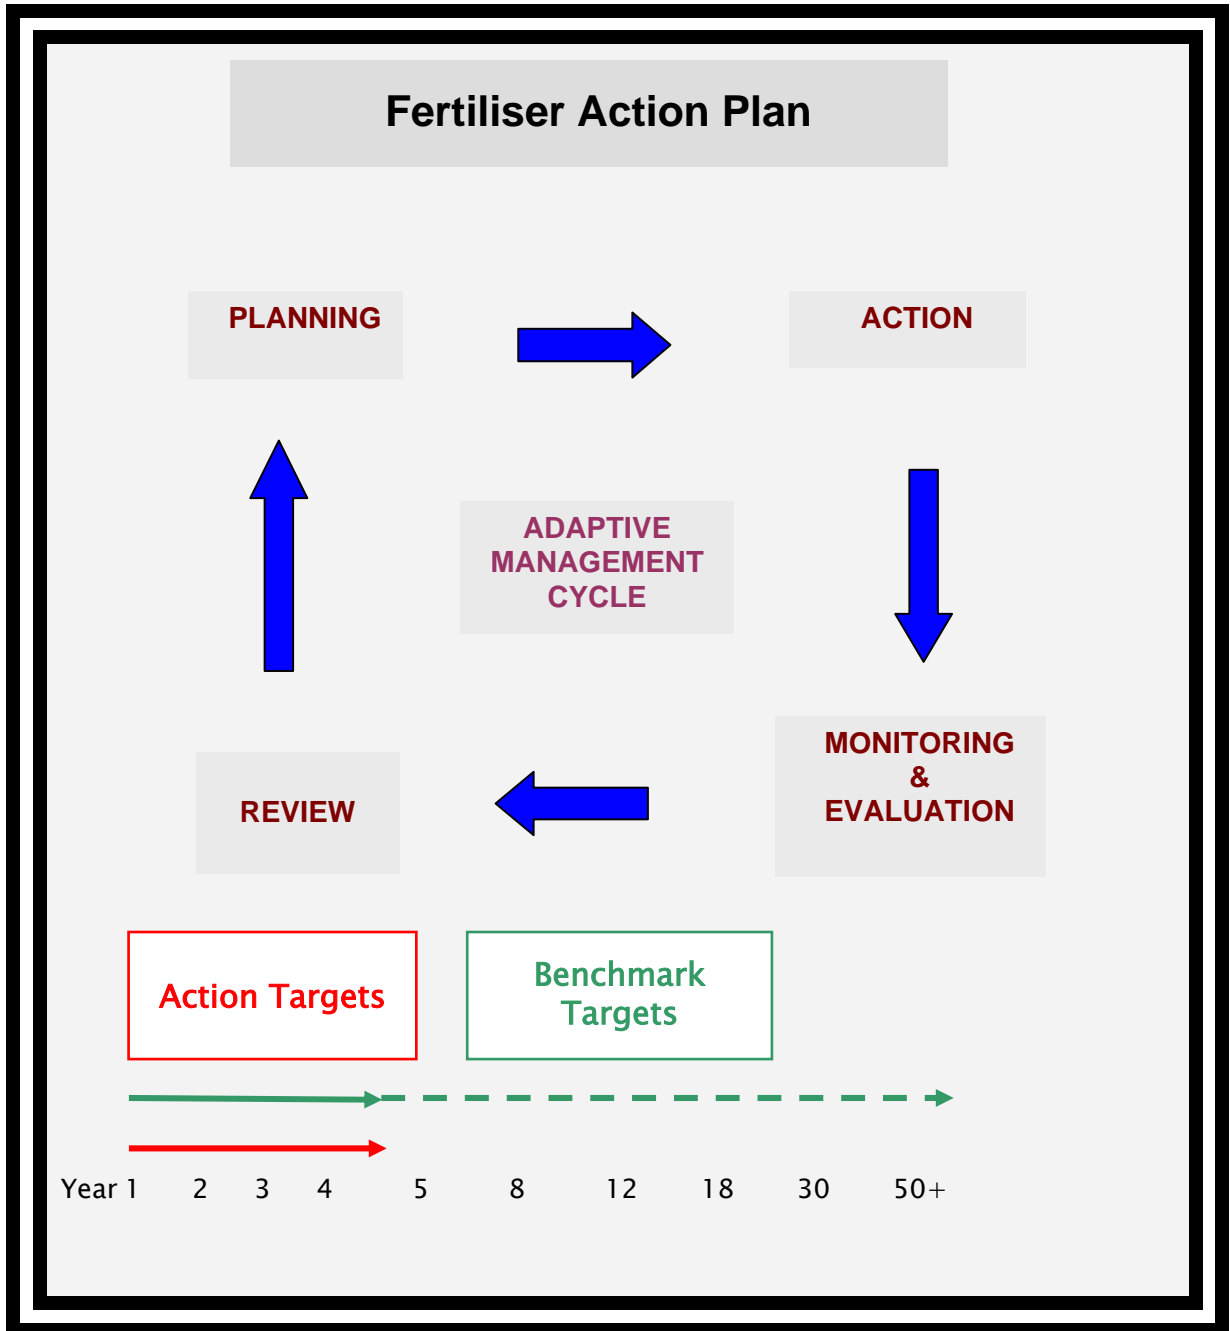 Fertiliser Action Plan
PLANNING
ACTION
ADAPTIVE
MANAGEMENT
CYCLE
REVIEW
MONITORING
&
EVALUATION
Action Targets
Benchmark
Targets
Year 1 2 3 4 5 8 12 18 30 50+